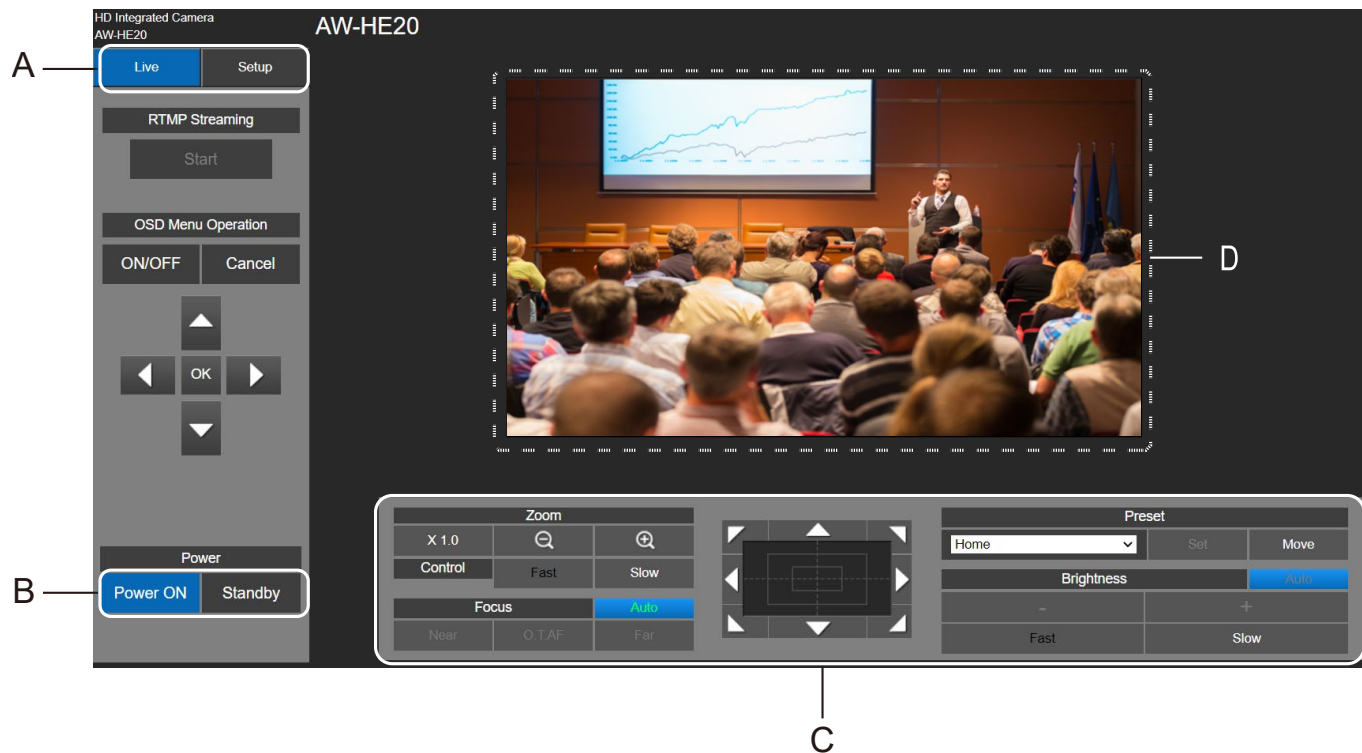 HD Integrated Camera
AW-HE20
AW-HE20
A
Live Setup
RTMP Streaming
Start
OSD Menu Operation
ON/OFF Cancel
OK
D
Power
B
Power ON Standby
Zoom
X 1.0
Control Fast Slow
Focus Auto
Near O.T.AF Far
Preset
Home Set Move
Brightness Auto
- +
Fast Slow
C